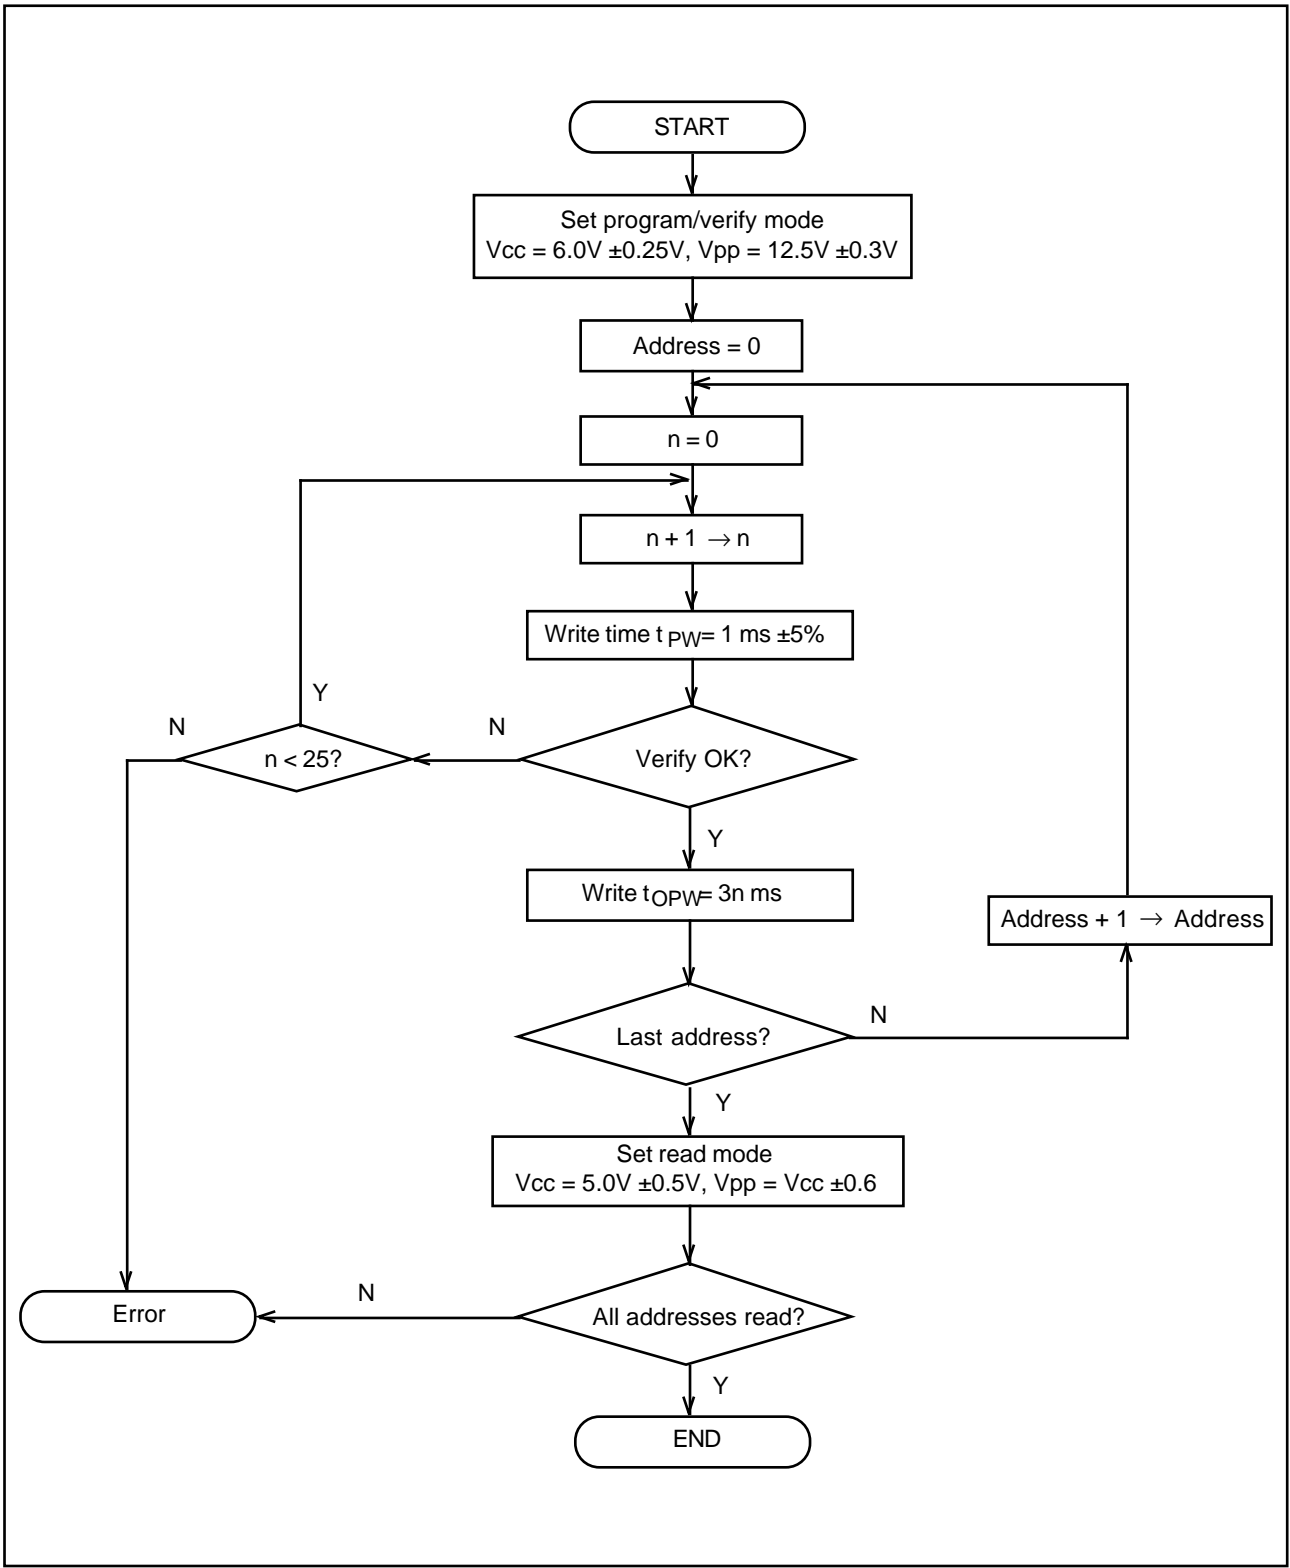 START
Set program/verify mode
Vcc = 6.0V ±0.25V, Vpp = 12.5V ±0.3V
Address = 0
n = 0
n + 1 → n
Write time t PW= 1 ms ±5%
Y
N
n < 25?
N
Verify OK?
Y
Write tOPW= 3n ms
Address + 1 → Address
Last address?
N
Y
Set read mode
Vcc = 5.0V ±0.5V, Vpp = Vcc ±0.6
Error
N
All addresses read?
Y
END